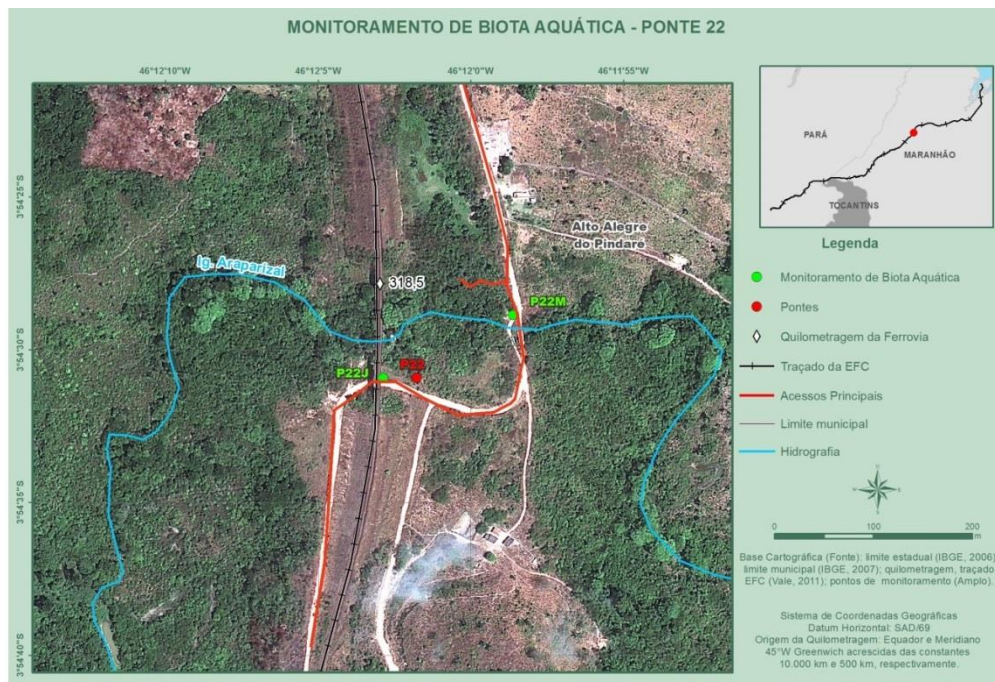 MONITORAMENTO DE BIOTA AQUÁTICA - PONTE 22
46°12'10"W
46°12'5"W
46°12'0"W
46°11'55"W
3°54'25"S
3°54'30"S
3°54'35"S
3°54'40"S
Ig. Araparizal
318,5
Alto Alegre
do Pindaré
P22M
P22J
P22
PARÁ
MARANHÃO
TOCANTINS
Legenda
Monitoramento de Biota Aquática
Pontes
Quilometragem da Ferrovia
Traçado da EFC
Acessos Principais
Limite municipal
Hidrografia
N
W
E
S
0 100 200
m
Base Cartográfica (Fonte): limite estadual (IBGE, 2006)
limite municipal (IBGE, 2007); quilometragem, traçado
EFC (Vale, 2011); pontos de monitoramento (Amplo).
Sistema de Coordenadas Geográficas
Datum Horizontal: SAD/69
Origem da Quilometragem: Equador e Meridiano
45°W Greenwich acrescidas das constantes
10.000 km e 500 km, respectivamente.